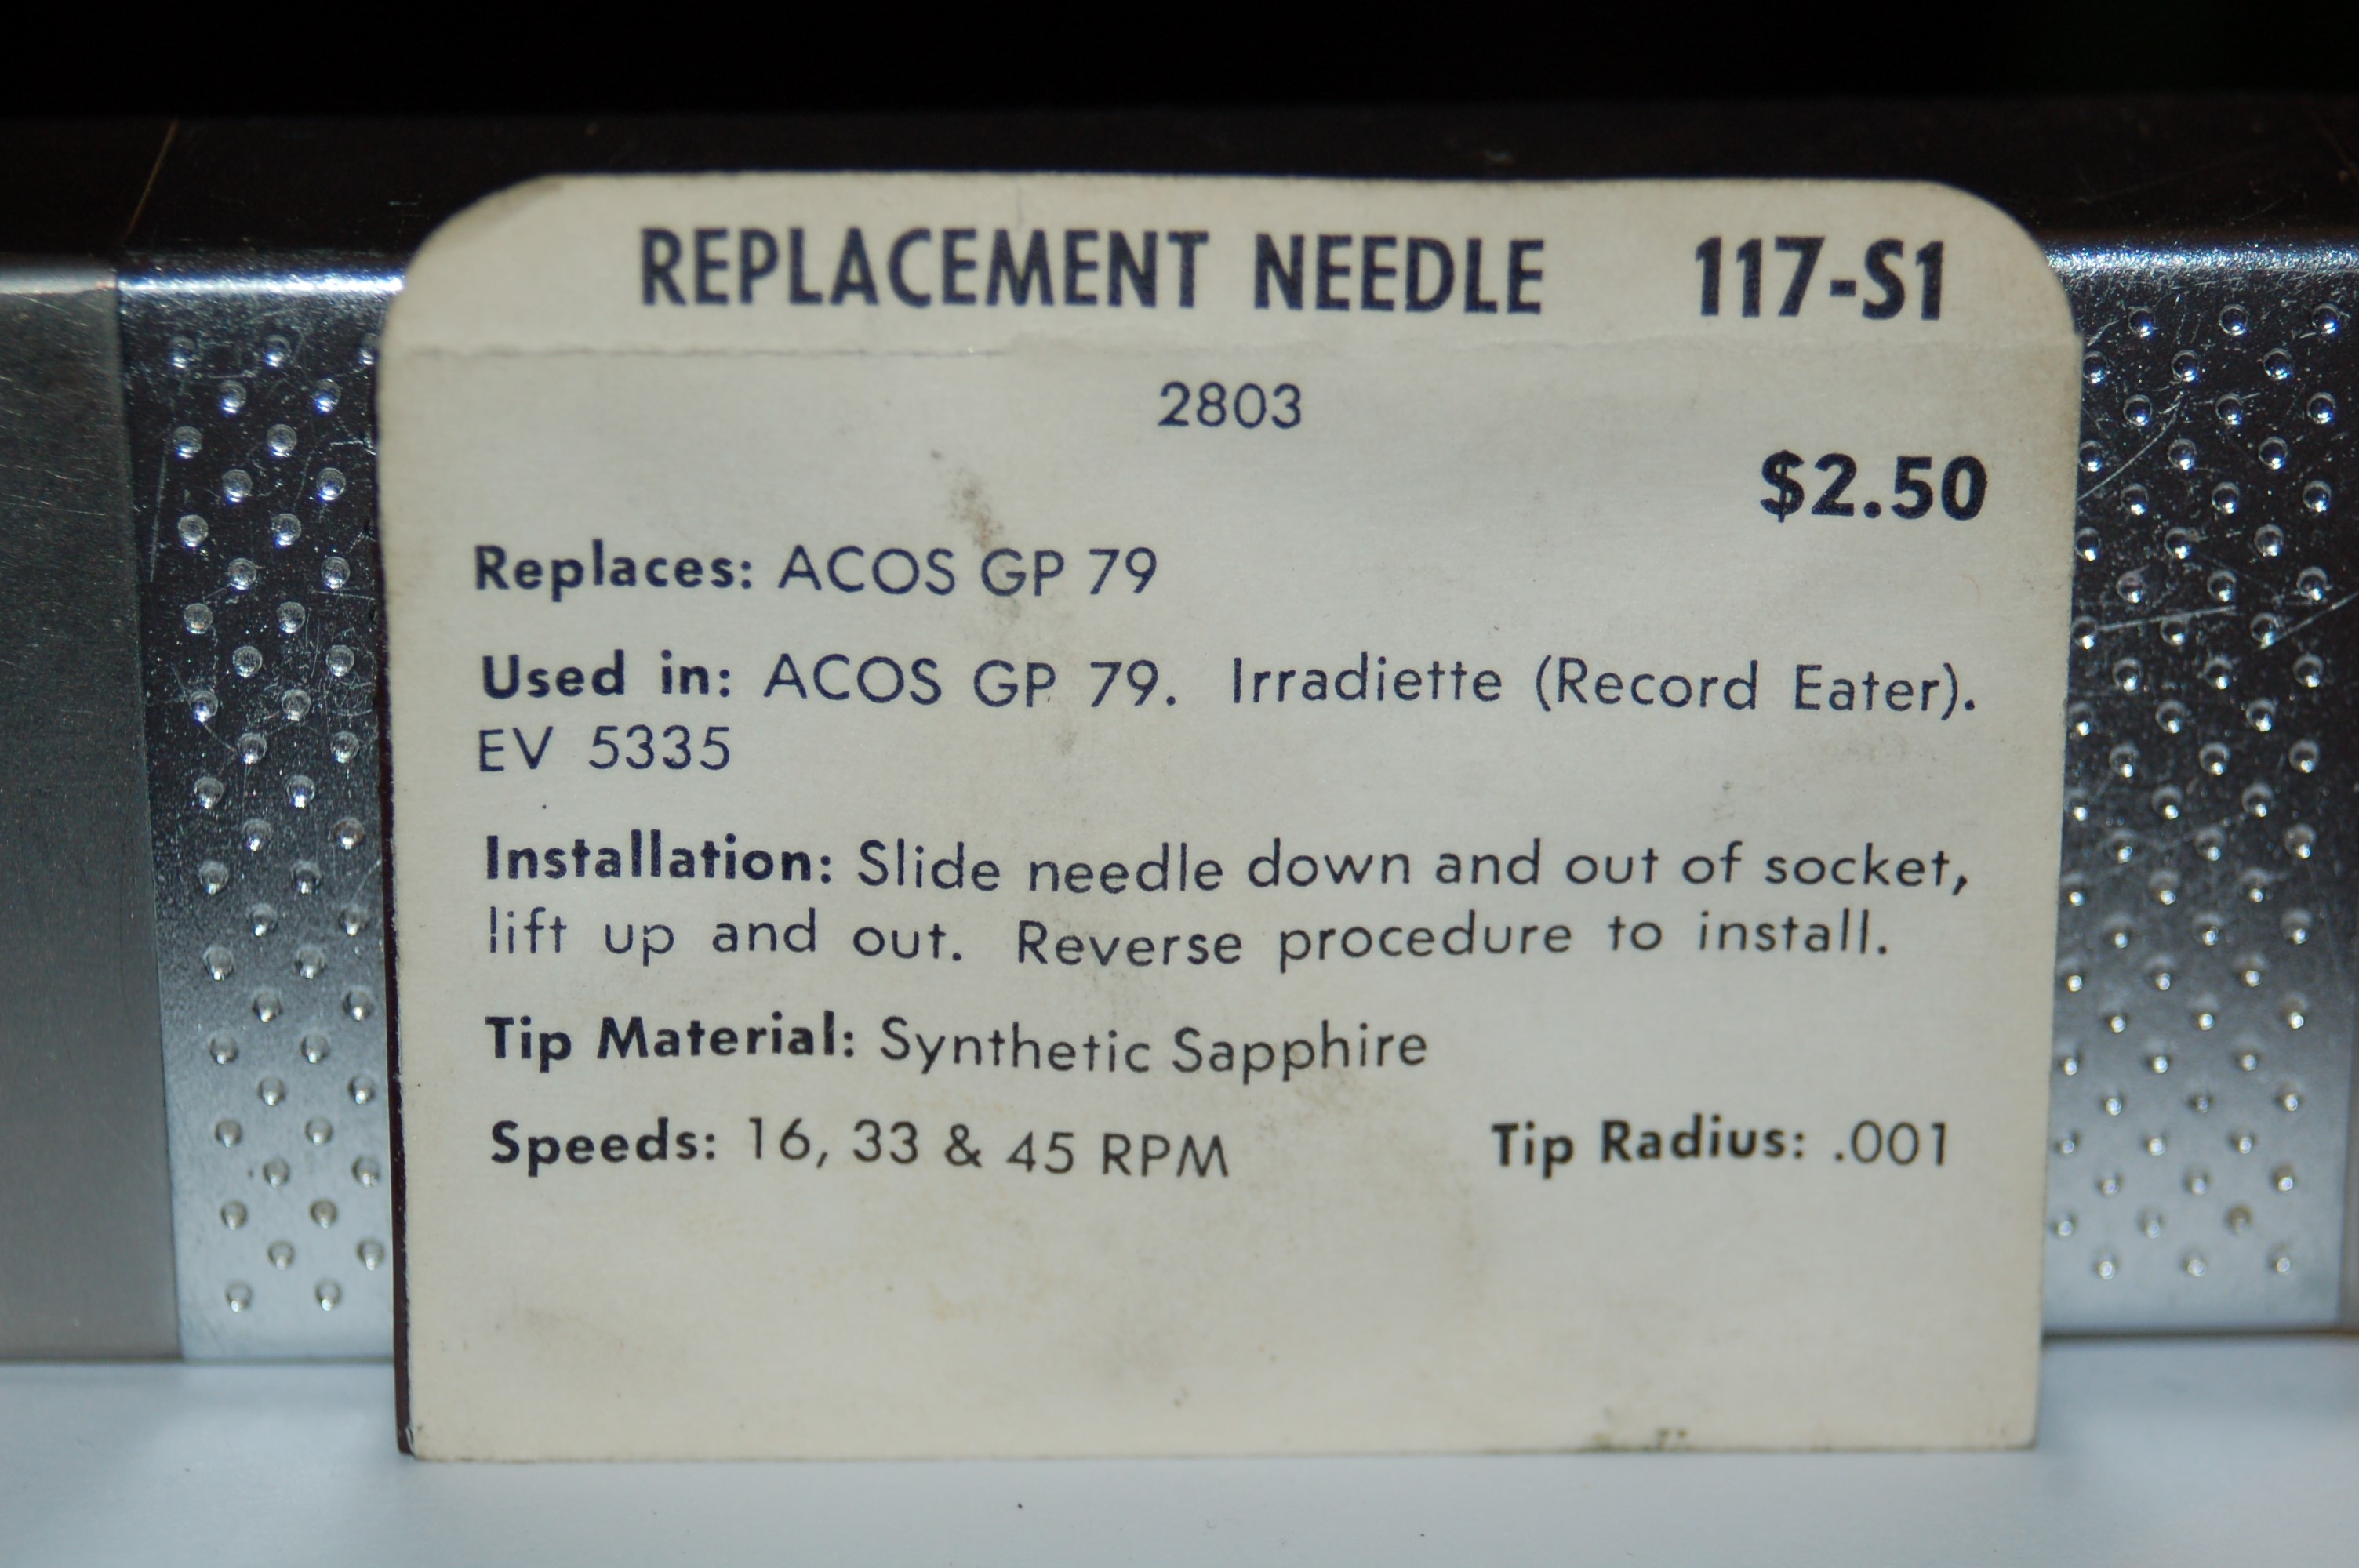 REPLACEMENT NEEDLE 117-S1
2803
$2.50
Replaces: ACOS GP 79
Used in: ACOS GP 79. Irradiette (Record Eater).
EV 5335
Installation: Slide needle down and out of socket,
lift up and out. Reverse procedure to install.
Tip Material: Synthetic Sapphire
Speeds: 16, 33 & 45 RPM Tip Radius: .001